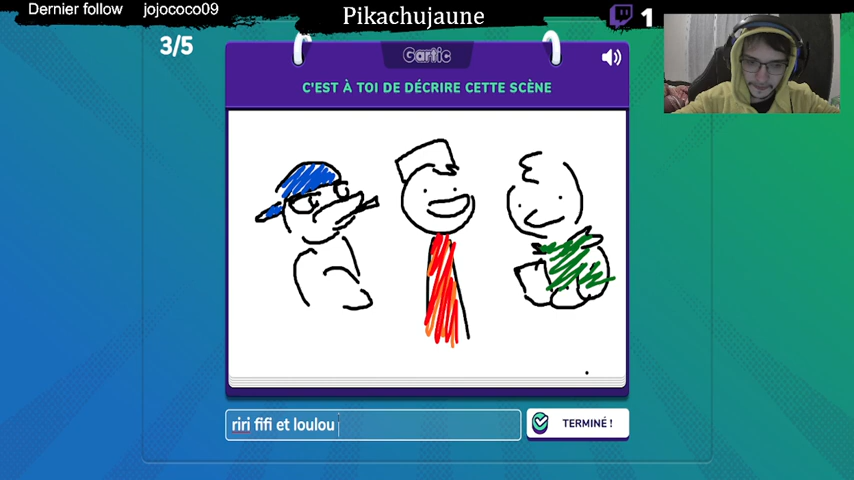 Dernier follow jojococo09
Pikachujaune
1
3/5
Gartic
C'EST À TOI DE DÉCRIRE CETTE SCÈNE
riri fifi et loulou
TERMINÉ !